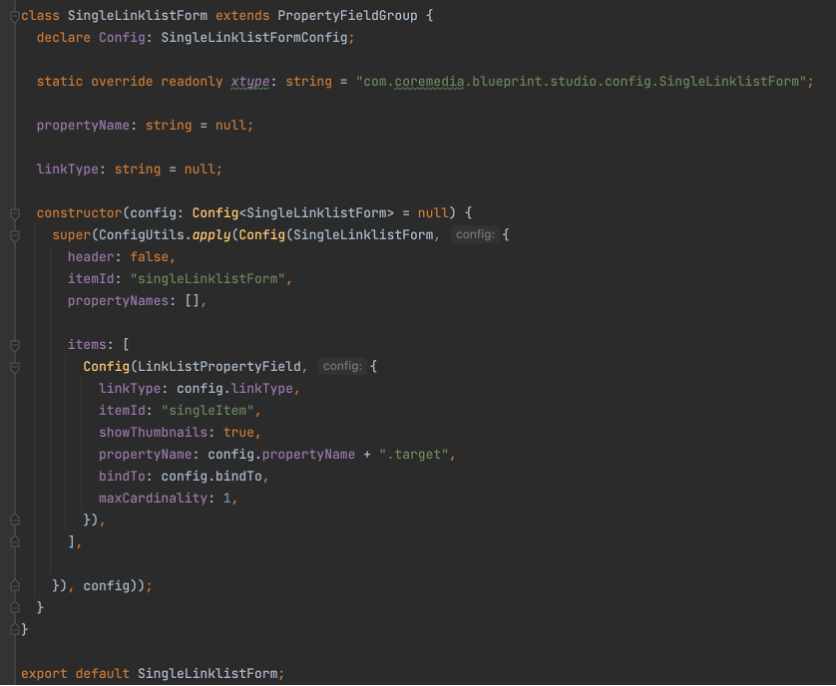 class SingleLinklistForm extends PropertyFieldGroup {
declare Config: SingleLinklistFormConfig;
static override readonly xtype: string = "com.coremedia.blueprint.studio.config.SingleLinklistForm";
propertyName: string = null;
linkType: string = null;
constructor(config: Config<SingleLinklistForm> = null) {
super(ConfigUtils.apply(Config(SingleLinklistForm, config: {
header: false,
itemId: "singleLinklistForm",
propertyNames: [],
items: [
Config(LinkListPropertyField, config: {
linkType: config.linkType,
itemId: "singleItem",
showThumbnails: true,
propertyName: config.propertyName + ".target",
bindTo: config.bindTo,
maxCardinality: 1,
}),
],
}), config));
}
}
export default SingleLinklistForm;